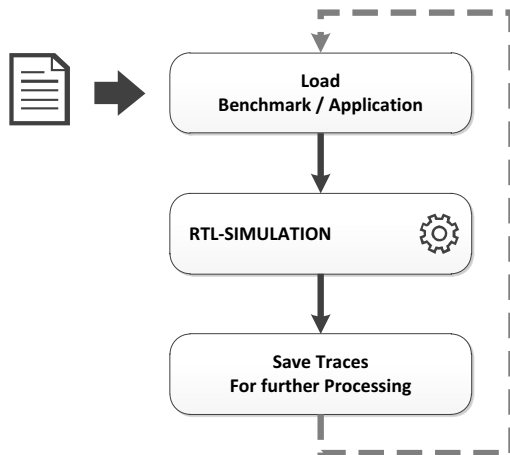 Load
Benchmark / Application
RTL-SIMULATION
Save Traces
For further Processing